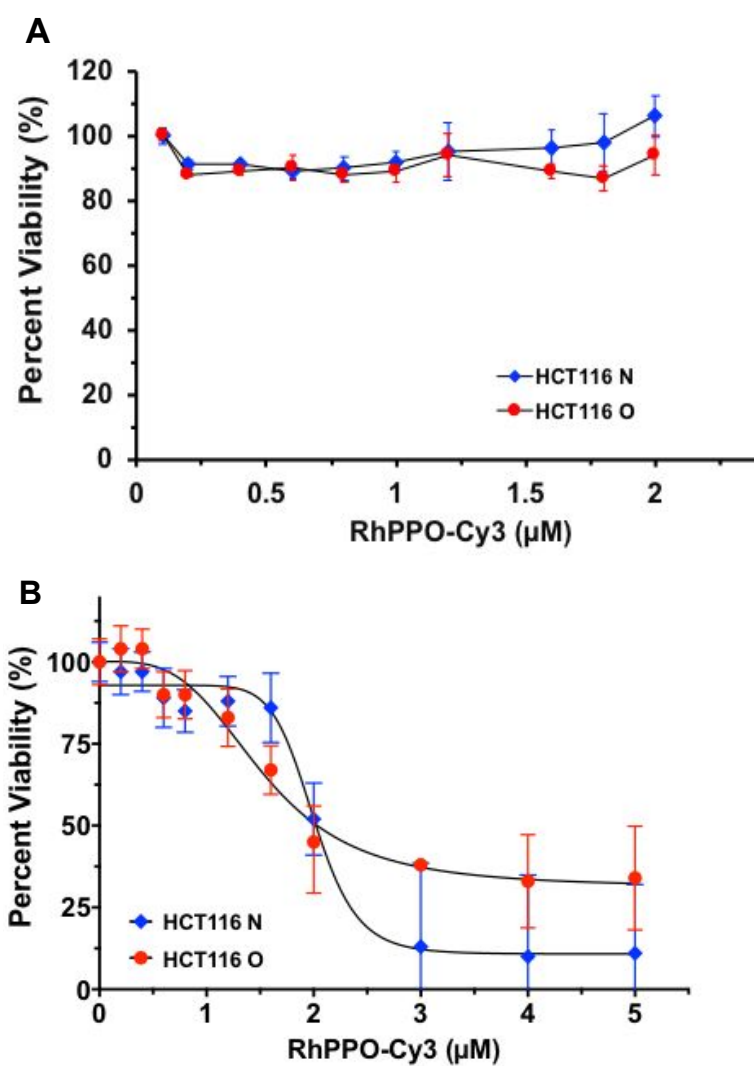 A
120
100
80
60
40
20
0
Percent Viability (%)
HCT116 N
HCT116 O
0 0.5 1 1.5 2
RhPPO-Cy3 (µM)
B
100
75
50
25
0
Percent Viability (%)
HCT116 N
HCT116 O
0 1 2 3 4 5
RhPPO-Cy3 (µM)